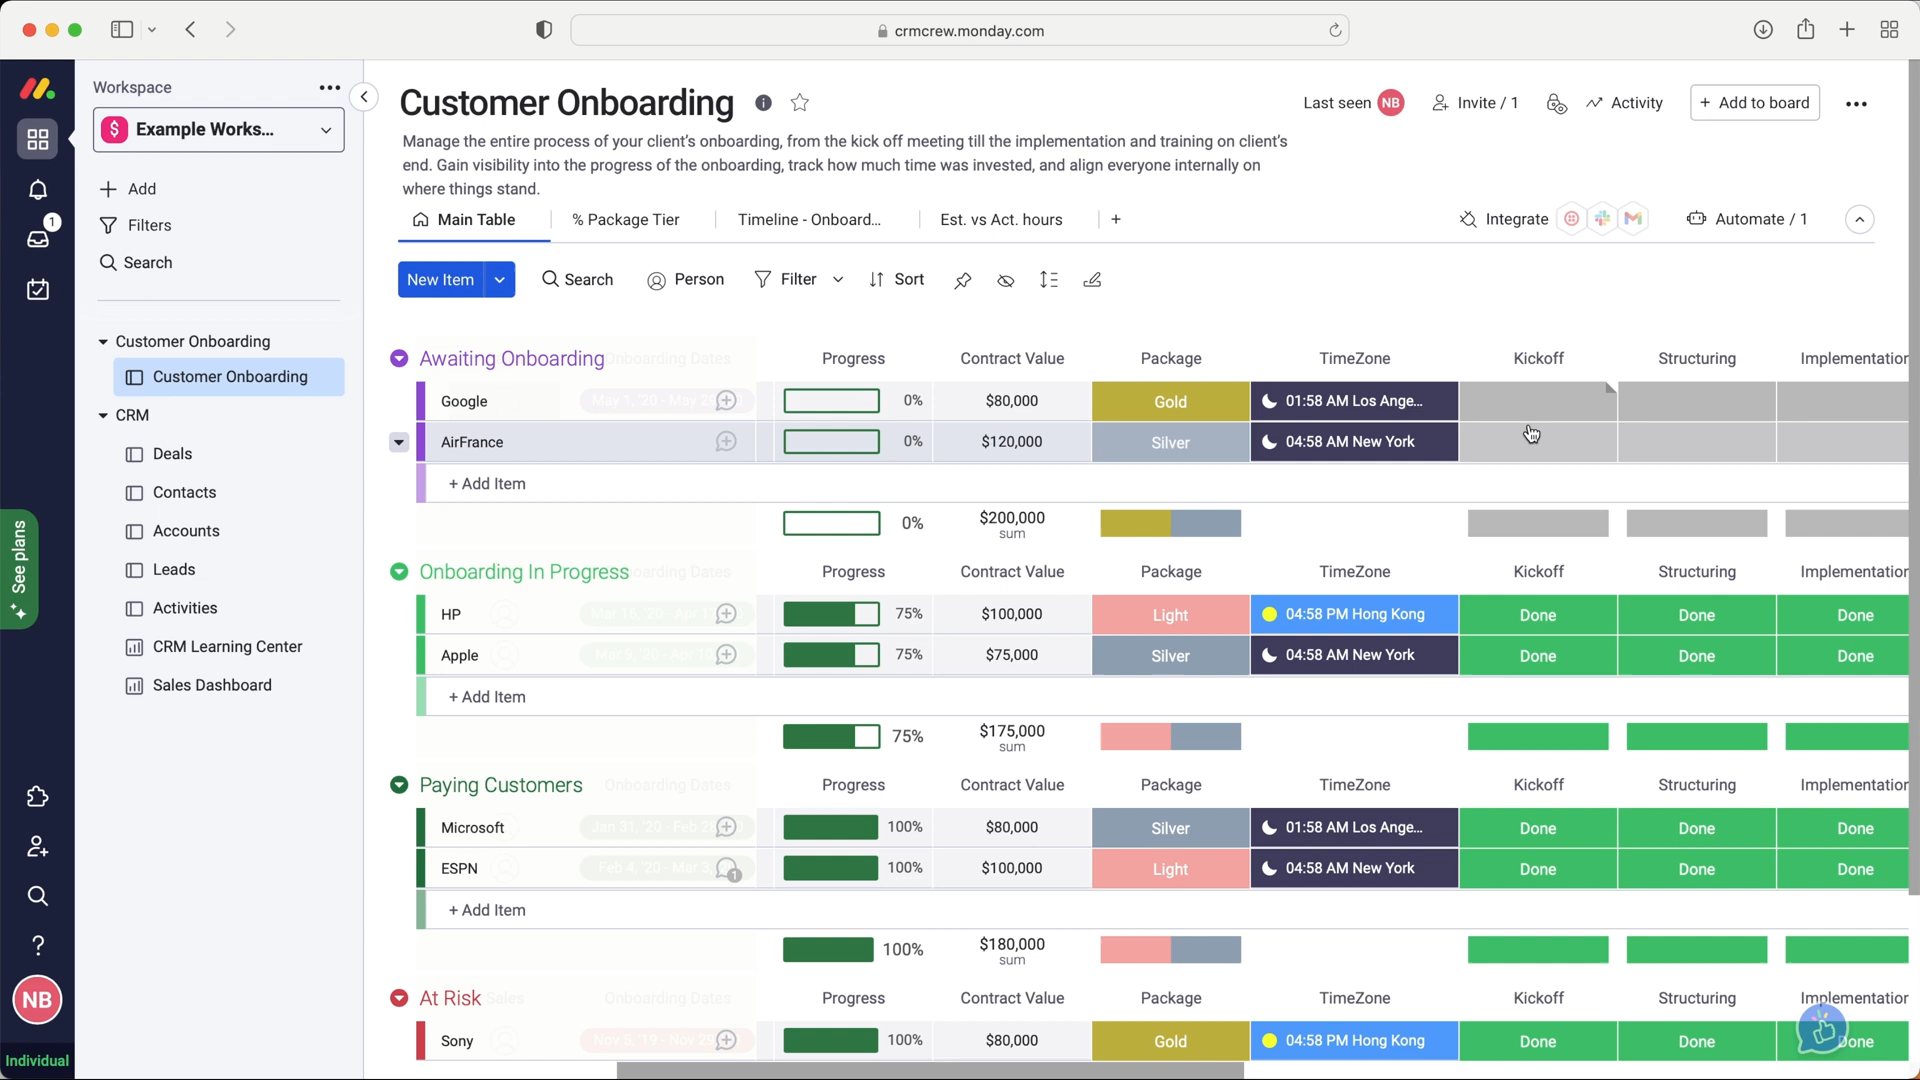 crmcrew.monday.com
Workspace
Example Works...
Add
Filters
Search
Customer Onboarding
Customer Onboarding
CRM
Deals
Contacts
Accounts
Leads
Activities
CRM Learning Center
Sales Dashboard
1
See plans
NB
Individual
Customer Onboarding
Last seen NB Invite / 1 Activity + Add to board
Manage the entire process of your client's onboarding, from the kick off meeting till the implementation and training on client's
end. Gain visibility into the progress of the onboarding, track how much time was invested, and align everyone internally on
where things stand.
Main Table % Package Tier Timeline - Onboard... Est. vs Act. hours + Integrate Automate / 1
New Item Search Person Filter Sort
Awaiting Onboarding Onboarding Dates Progress Contract Value Package TimeZone Kickoff Structuring Implementation
Google 0% $80,000 Gold 01:58 AM Los Ange...
AirFrance 0% $120,000 Silver 04:58 AM New York
+ Add Item
0% $200,000
sum
Onboarding In Progress Progress Contract Value Package TimeZone Kickoff Structuring Implementation
HP 75% $100,000 Light 04:58 PM Hong Kong Done Done Done
Apple 75% $75,000 Silver 04:58 AM New York Done Done Done
+ Add Item
75% $175,000
sum
Paying Customers Onboarding Dates Progress Contract Value Package TimeZone Kickoff Structuring Implementation
Microsoft 100% $80,000 Silver 01:58 AM Los Ange... Done Done Done
ESPN 1 100% $100,000 Light 04:58 AM New York Done Done Done
+ Add Item
100% $180,000
sum
At Risk Sales Onboarding Dates Progress Contract Value Package TimeZone Kickoff Structuring Implementation
Sony 100% $80,000 Gold 04:58 PM Hong Kong Done Done Done